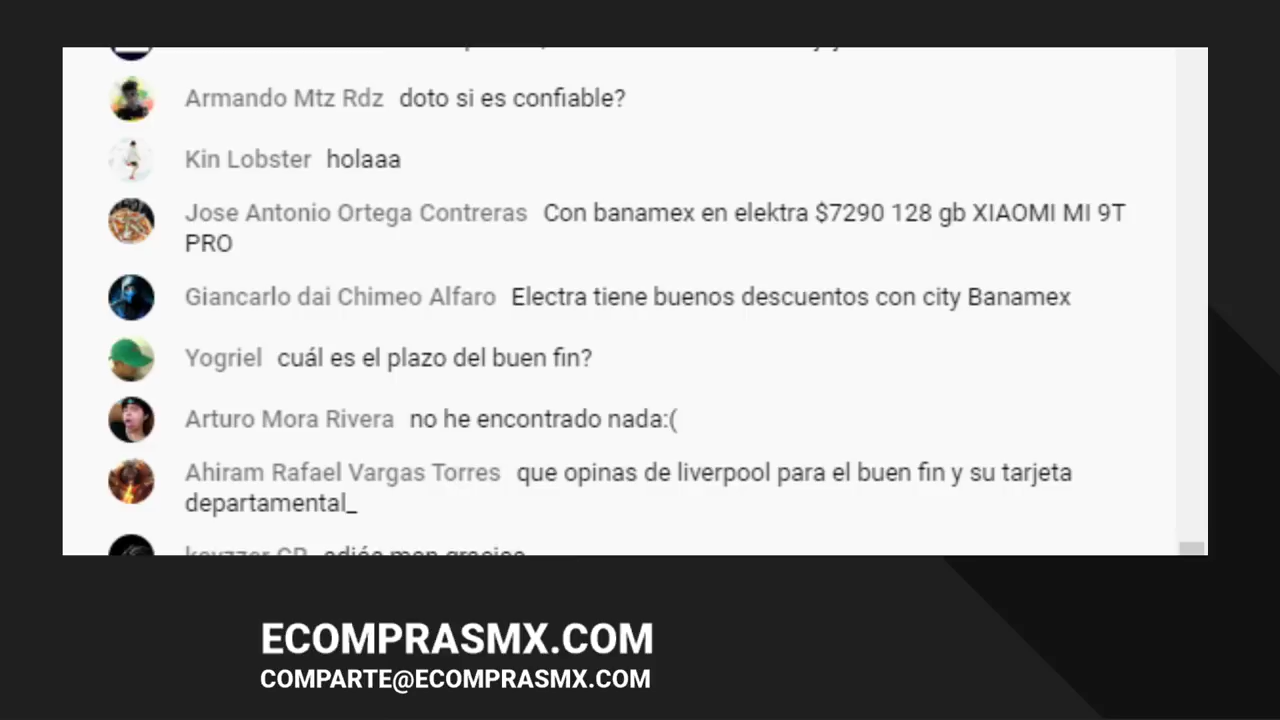 Armando Mtz Rdz doto si es confiable?
Kin Lobster holaaa
Jose Antonio Ortega Contreras Con banamex en elektra $7290 128 gb XIAOMI MI 9T
PRO
Giancarlo dai Chimeo Alfaro Electra tiene buenos descuentos con city Banamex
Yogriel cuál es el plazo del buen fin?
Arturo Mora Rivera no he encontrado nada:(
Ahiram Rafael Vargas Torres que opinas de liverpool para el buen fin y su tarjeta
departamental_
ECOMPRASMX.COM
COMPARTE@ECOMPRASMX.COM